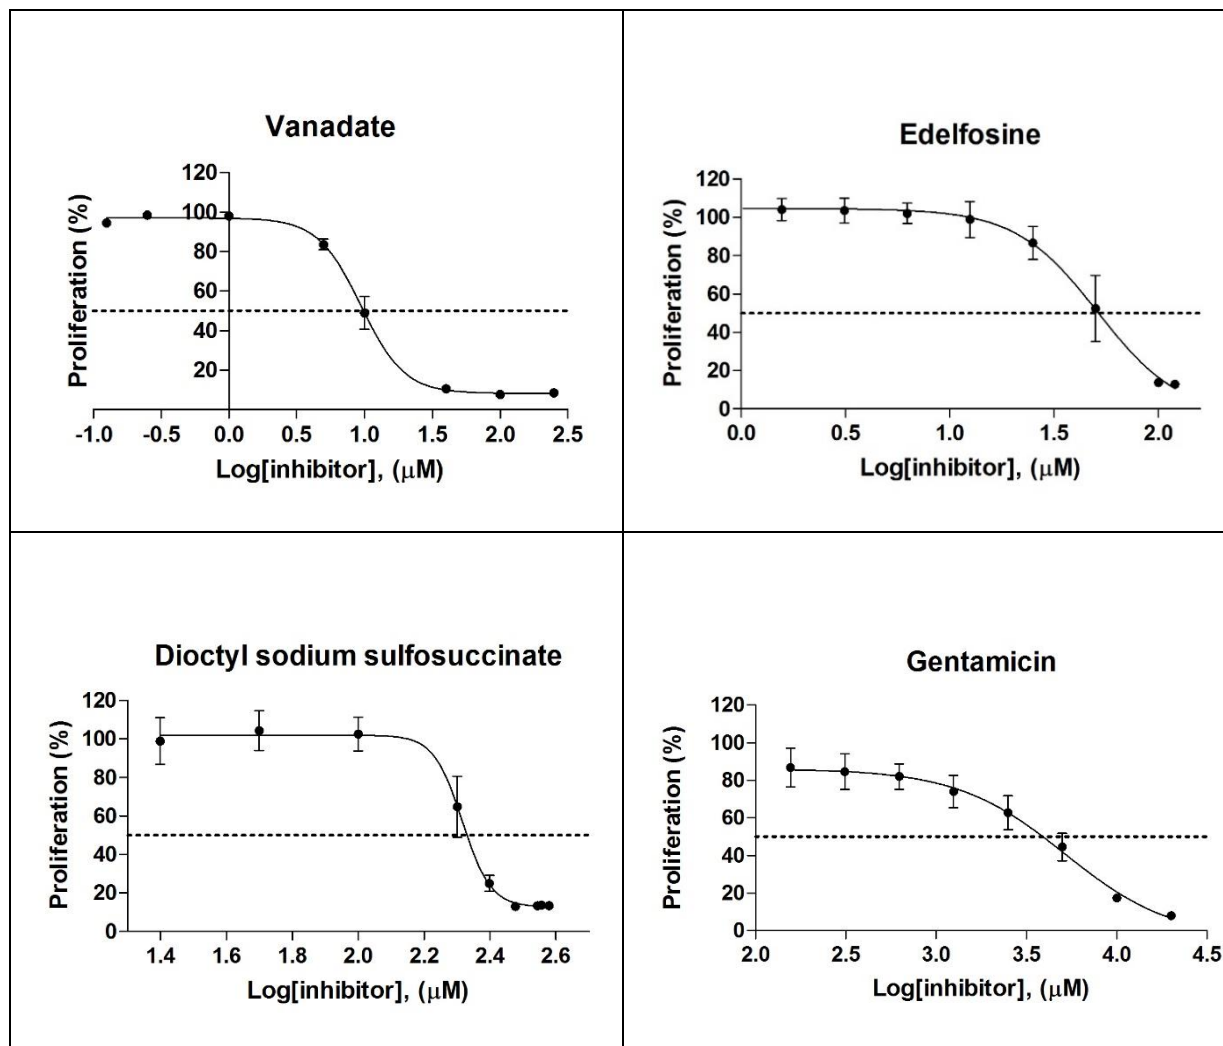 Vanadate
Proliferation (%)
120
100
80
60
40
20
-1.0 -0.5 0.0 0.5 1.0 1.5 2.0 2.5
Log[inhibitor], (μM)
Edelfosine
Proliferation (%)
120
100
80
60
40
20
0
0.0 0.5 1.0 1.5 2.0
Log[inhibitor], (μM)
Dioctyl sodium sulfosuccinate
Proliferation (%)
120
100
80
60
40
20
0
1.4 1.6 1.8 2.0 2.2 2.4 2.6
Log[inhibitor], (μM)
Gentamicin
Proliferation (%)
120
100
80
60
40
20
0
2.0 2.5 3.0 3.5 4.0 4.5
Log[inhibitor], (μM)